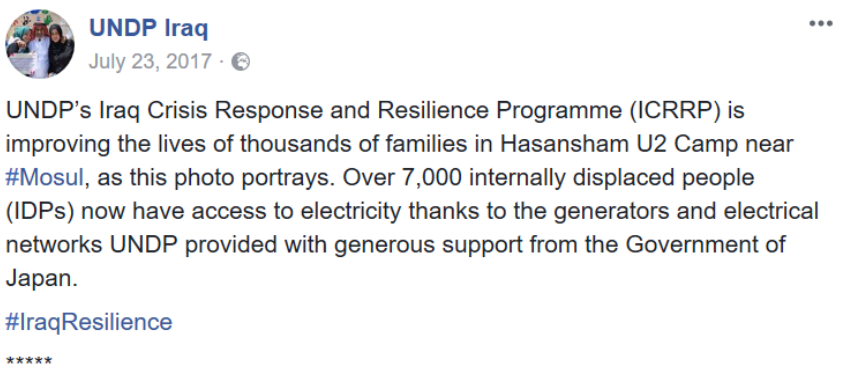 UNDP Iraq
July 23, 2017 ·
UNDP’s Iraq Crisis Response and Resilience Programme (ICRRP) is
improving the lives of thousands of families in Hasansham U2 Camp near
#Mosul, as this photo portrays. Over 7,000 internally displaced people
(IDPs) now have access to electricity thanks to the generators and electrical
networks UNDP provided with generous support from the Government of
Japan.
#IraqResilience
*****